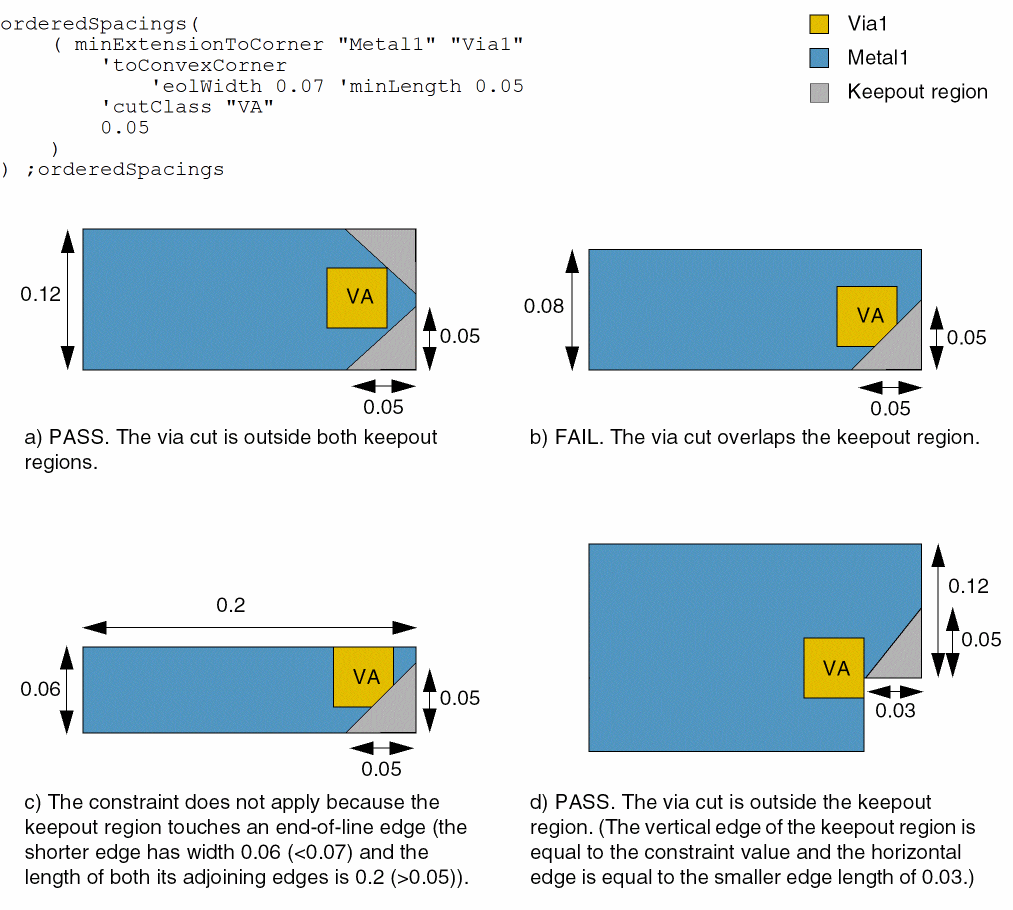 orderedSpacings(
( minExtensionToCorner "Metal1" "Via1"
'toConvexCorner
'eolWidth 0.07 'minLength 0.05
'cutClass "VA"
0.05
)
) ;orderedSpacings
Via1
Metal1
Keepout region
0.12
VA
0.05
0.05
a) PASS. The via cut is outside both keepout
regions.
0.08
VA
0.05
0.05
b) FAIL. The via cut overlaps the keepout region.
0.2
0.06
VA
0.05
0.05
c) The constraint does not apply because the
keepout region touches an end-of-line edge (the
shorter edge has width 0.06 (<0.07) and the
length of both its adjoining edges is 0.2 (>0.05)).
0.12
0.05
VA
0.03
d) PASS. The via cut is outside the keepout
region. (The vertical edge of the keepout region is
equal to the constraint value and the horizontal
edge is equal to the smaller edge length of 0.03.)